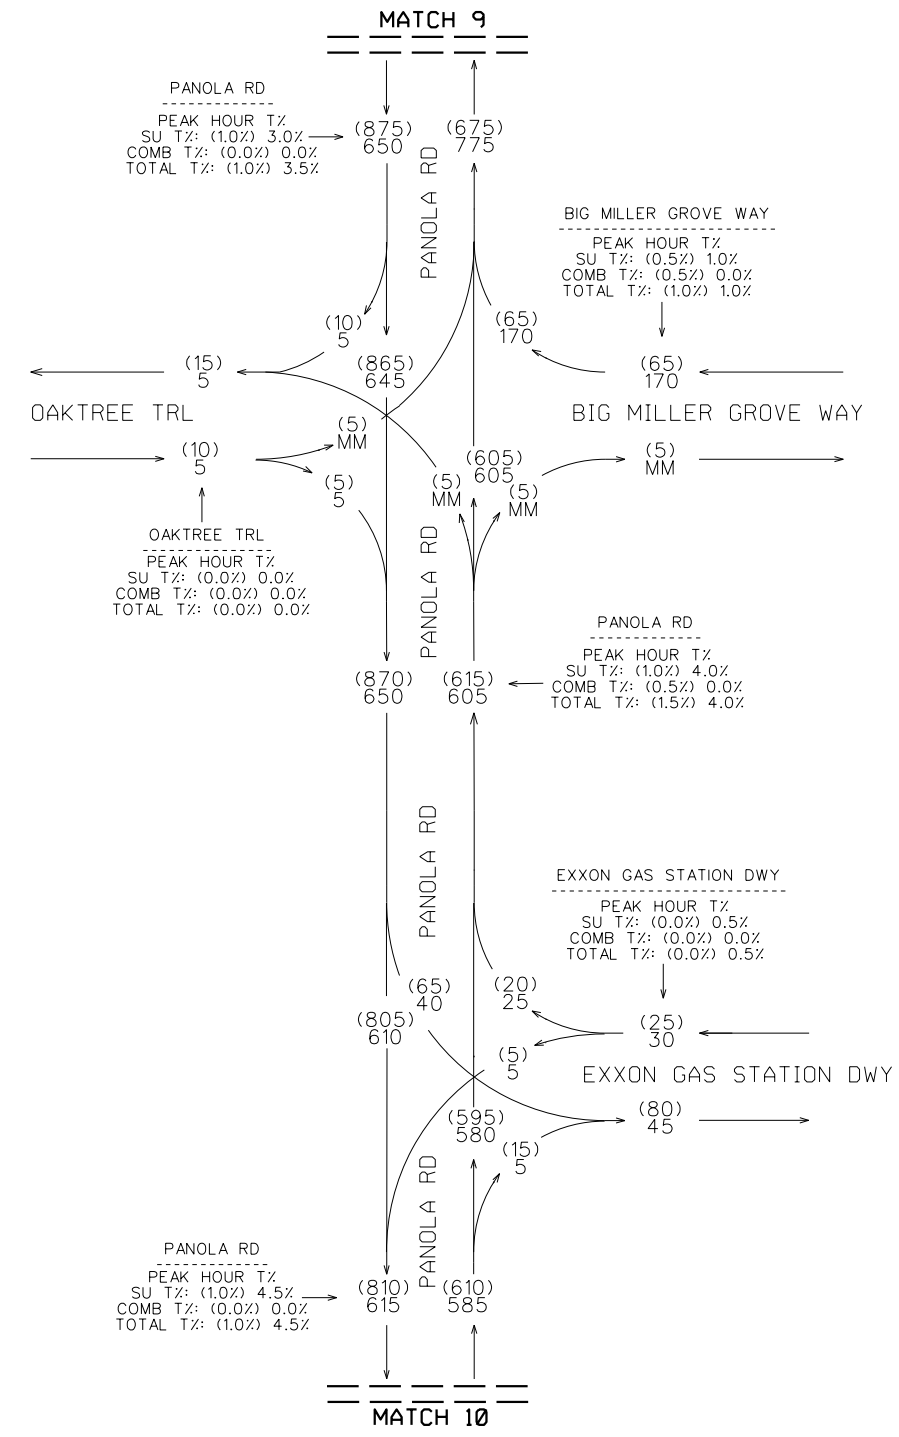 MATCH 9
PANOLA RD
PEAK HOUR T%
SU T%: (1.0%) 3.0%
COMB T%: (0.0%) 0.0%
TOTAL T%: (1.0%) 3.5%
(875)
650
PANOLA RD
(675)
775
BIG MILLER GROVE WAY
PEAK HOUR T%
SU T%: (0.5%) 1.0%
COMB T%: (0.5%) 0.0%
TOTAL T%: (1.0%) 1.0%
(10)
5
(65)
170
(15)
5
(865)
645
(65)
170
OAKTREE TRL
BIG MILLER GROVE WAY
(5)
MM
(10)
5
(605)
605
(5)
MM
(5)
5
(5)
MM
(5)
MM
OAKTREE TRL
PEAK HOUR T%
SU T%: (0.0%) 0.0%
COMB T%: (0.0%) 0.0%
TOTAL T%: (0.0%) 0.0%
PANOLA RD
PANOLA RD
PEAK HOUR T%
SU T%: (1.0%) 4.0%
COMB T%: (0.5%) 0.0%
TOTAL T%: (1.5%) 4.0%
(870)
650
(615)
605
PANOLA RD
EXXON GAS STATION DWY
PEAK HOUR T%
SU T%: (0.0%) 0.5%
COMB T%: (0.0%) 0.0%
TOTAL T%: (0.0%) 0.5%
(65)
40
(20)
25
(805)
610
(25)
30
(5)
5
EXXON GAS STATION DWY
(595)
580
(80)
45
(15)
5
PANOLA RD
PANOLA RD
PEAK HOUR T%
SU T%: (1.0%) 4.5%
COMB T%: (0.0%) 0.0%
TOTAL T%: (1.0%) 4.5%
(810)
615
(610)
585
MATCH 10